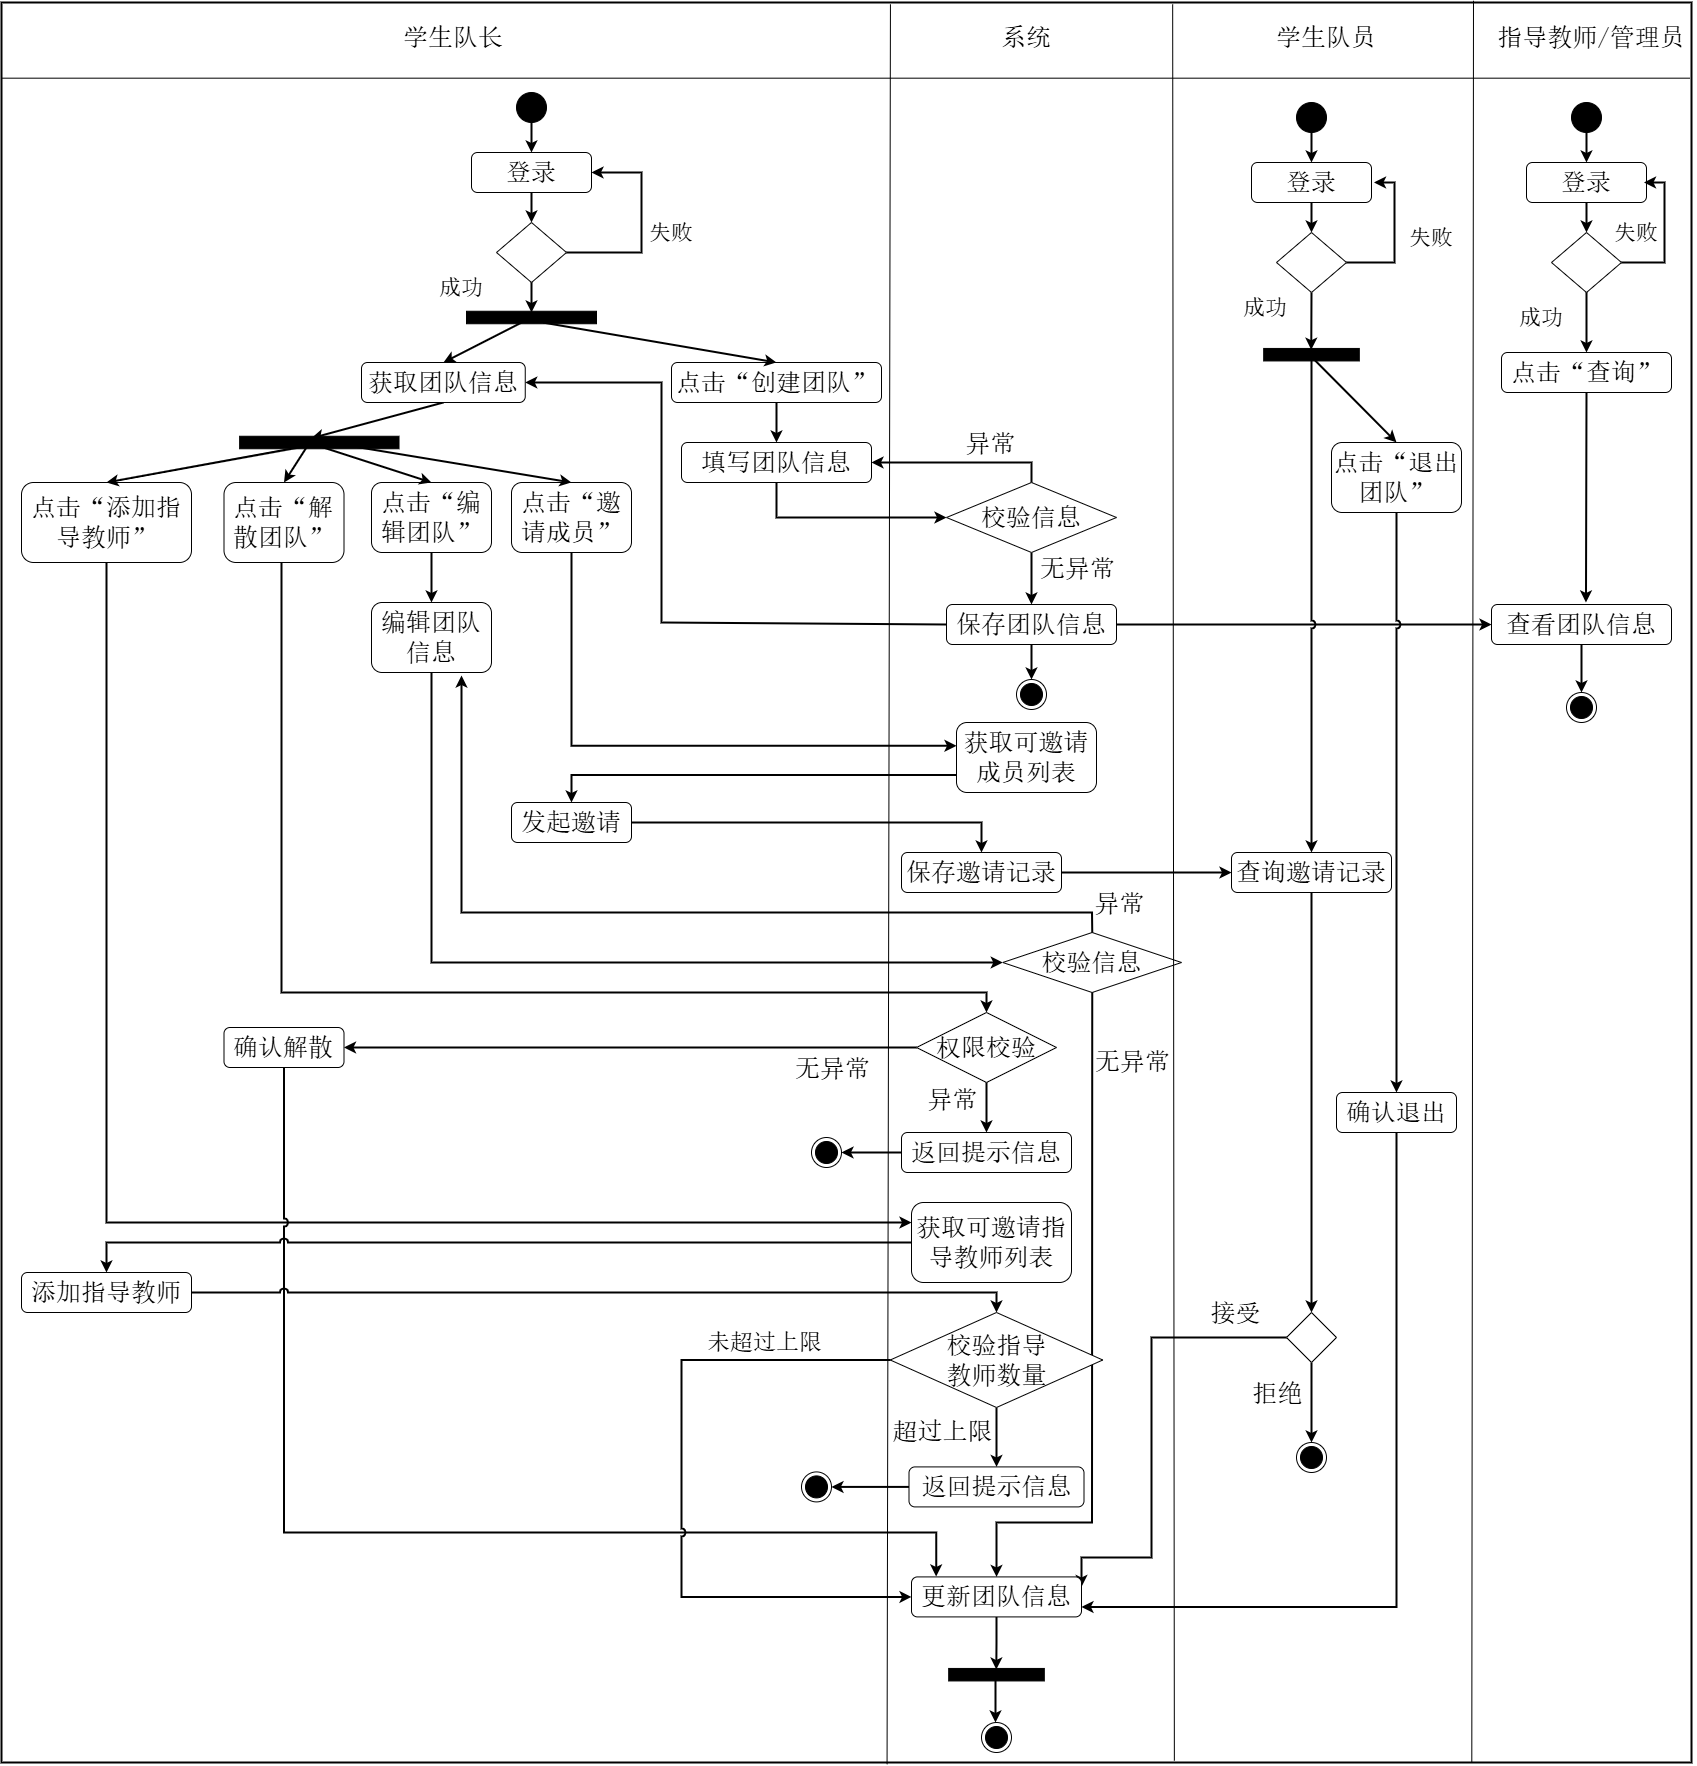 学生队长
系统
学生队员
指导教师/管理员
登录
失败
成功
登录
失败
成功
登录
失败
成功
获取团队信息
点击“创建团队”
点击“查询”
填写团队信息
异常
校验信息
无异常
点击“退出
团队”
点击“添加指
导教师”
点击“解
散团队”
点击“编
辑团队”
点击“邀
请成员”
编辑团队
信息
保存团队信息
查看团队信息
获取可邀请
成员列表
发起邀请
保存邀请记录
查询邀请记录
异常
校验信息
无异常
确认解散
无异常
权限校验
异常
返回提示信息
确认退出
获取可邀请指
导教师列表
添加指导教师
未超过上限
校验指导
教师数量
超过上限
返回提示信息
接受
拒绝
更新团队信息